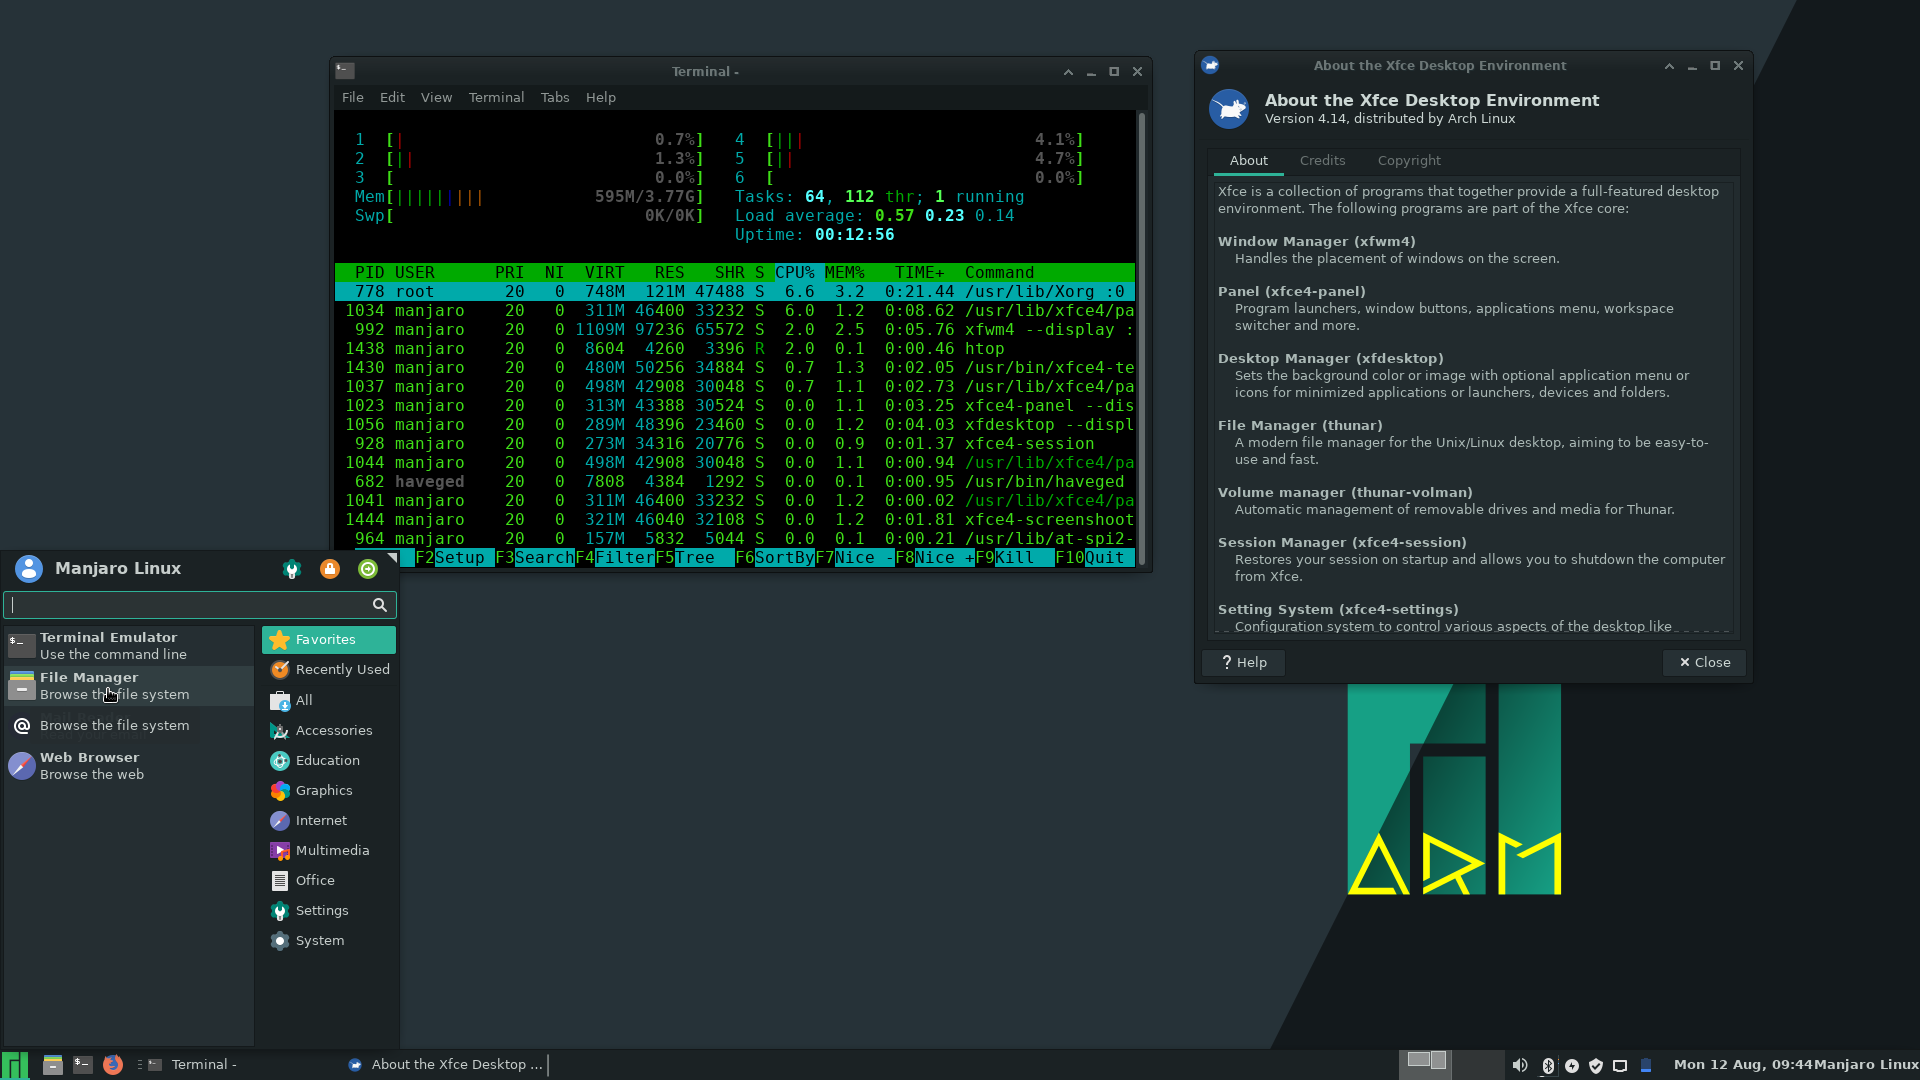 Terminal -
File Edit View Terminal Tabs Help
1 [| 0.7%] 4 [||| 4.1%]
2 [|| 1.3%] 5 [|| 4.7%]
3 [ 0.0%] 6 [ 0.0%]
Mem[||||||||| 595M/3.77G] Tasks: 64, 112 thr; 1 running
Swp[ 0K/0K] Load average: 0.57 0.23 0.14
Uptime: 00:12:56
PID USER PRI NI VIRT RES SHR S CPU% MEM% TIME+ Command
778 root 20 0 748M 121M 47488 S 6.6 3.2 0:21.44 /usr/lib/Xorg :0
1034 manjaro 20 0 311M 46400 33232 S 6.0 1.2 0:08.62 /usr/lib/xfce4/pa
992 manjaro 20 0 1109M 97236 65572 S 2.0 2.5 0:05.76 xfwm4 --display :
1438 manjaro 20 0 8604 4260 3396 R 2.0 0.1 0:00.46 htop
1430 manjaro 20 0 480M 50256 34884 S 0.7 1.3 0:02.05 /usr/bin/xfce4-te
1037 manjaro 20 0 498M 42908 30048 S 0.7 1.1 0:02.73 /usr/lib/xfce4/pa
1023 manjaro 20 0 313M 43388 30524 S 0.0 1.1 0:03.25 xfce4-panel --dis
1056 manjaro 20 0 289M 48396 23460 S 0.0 1.2 0:04.03 xfdesktop --displ
928 manjaro 20 0 273M 34316 20776 S 0.0 0.9 0:01.37 xfce4-session
1044 manjaro 20 0 498M 42908 30048 S 0.0 1.1 0:00.94 /usr/lib/xfce4/pa
682 haveged 20 0 7808 4384 1292 S 0.0 0.1 0:00.95 /usr/bin/haveged
1041 manjaro 20 0 311M 46400 33232 S 0.0 1.2 0:00.02 /usr/lib/xfce4/pa
1444 manjaro 20 0 321M 46040 32108 S 0.0 1.2 0:01.81 xfce4-screenshoot
964 manjaro 20 0 157M 5832 5044 S 0.0 0.1 0:00.21 /usr/lib/at-spi2-
F2Setup F3SearchF4FilterF5Tree F6SortByF7Nice -F8Nice +F9Kill F10Quit
About the Xfce Desktop Environment
About the Xfce Desktop Environment
Version 4.14, distributed by Arch Linux
About Credits Copyright
Xfce is a collection of programs that together provide a full-featured desktop
environment. The following programs are part of the Xfce core:
Window Manager (xfwm4)
Handles the placement of windows on the screen.
Panel (xfce4-panel)
Program launchers, window buttons, applications menu, workspace
switcher and more.
Desktop Manager (xfdesktop)
Sets the background color or image with optional application menu or
icons for minimized applications or launchers, devices and folders.
File Manager (thunar)
A modern file manager for the Unix/Linux desktop, aiming to be easy-to-
use and fast.
Volume manager (thunar-volman)
Automatic management of removable drives and media for Thunar.
Session Manager (xfce4-session)
Restores your session on startup and allows you to shutdown the computer
from Xfce.
Setting System (xfce4-settings)
Configuration system to control various aspects of the desktop like
? Help
Close
Manjaro Linux
Terminal Emulator
Use the command line
File Manager
Browse the file system
@ Browse the file system
Web Browser
Browse the web
Favorites
Recently Used
All
Accessories
Education
Graphics
Internet
Multimedia
Office
Settings
System
ARM
Terminal -
About the Xfce Desktop ...
Mon 12 Aug, 09:44 Manjaro Linux